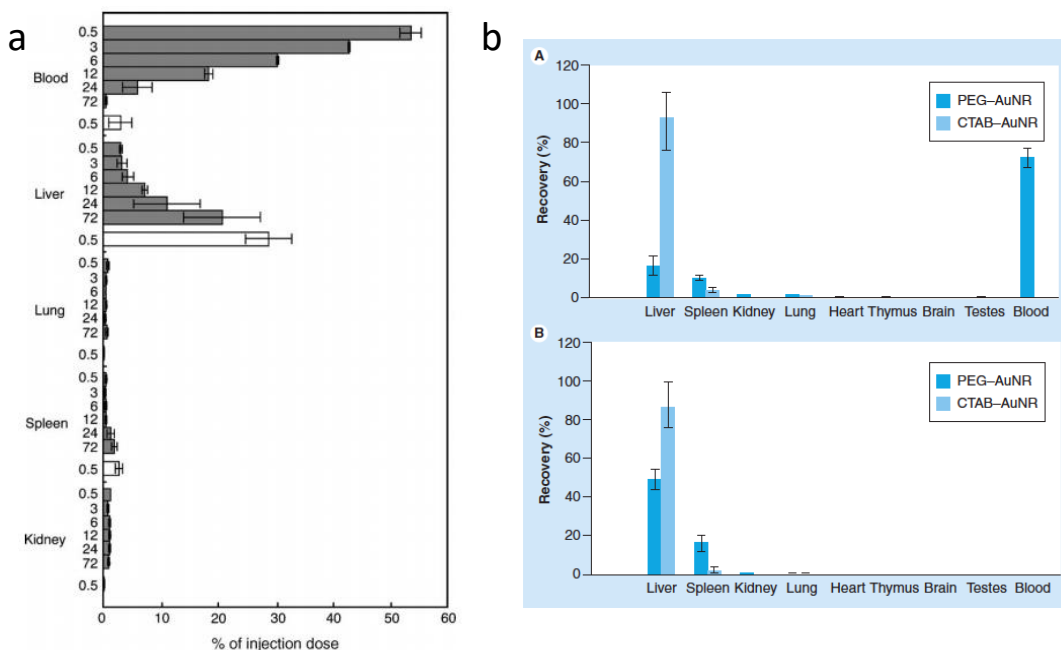 a
Blood
0.5
3
6
12
24
72
0.5
Liver
0.5
3
6
12
24
72
0.5
Lung
0.5
3
6
12
24
72
0.5
Spleen
0.5
3
6
12
24
72
0.5
Kidney
0.5
3
6
12
24
72
0.5
0 20 40 60
% of injection dose
b
A
120
100
80
60
40
20
0
Recovery (%)
PEG–AuNR
CTAB–AuNR
Liver Spleen Kidney Lung Heart Thymus Brain Testes Blood
B
120
100
80
60
40
20
0
Recovery (%)
PEG–AuNR
CTAB–AuNR
Liver Spleen Kidney Lung Heart Thymus Brain Testes Blood